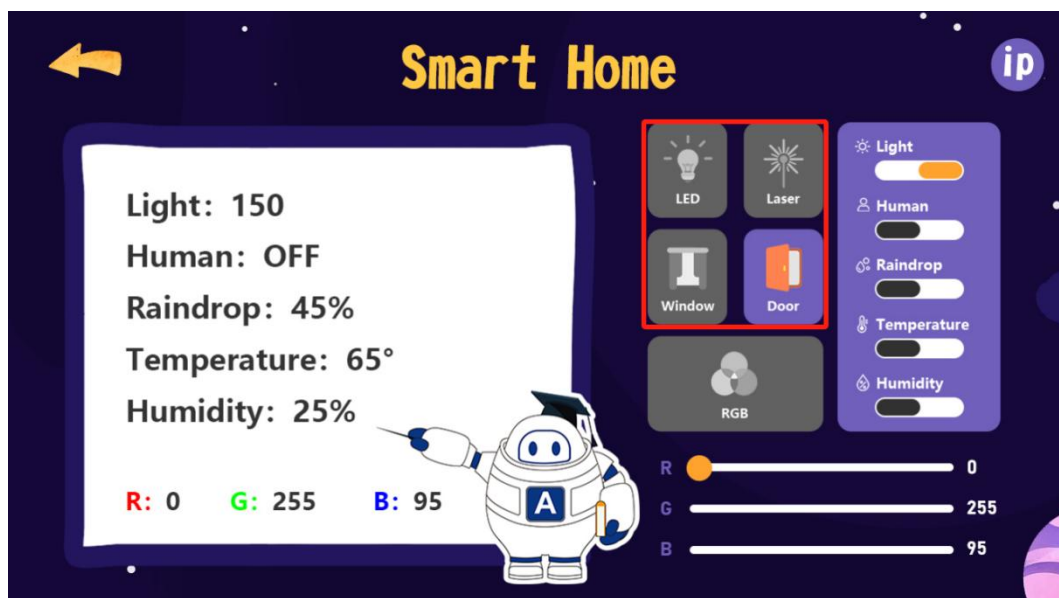 Smart Home
ip
Light: 150
Human: OFF
Raindrop: 45%
Temperature: 65°
Humidity: 25%
R: 0 G: 255 B: 95
A
LED
Laser
Window
Door
RGB
Light
Human
Raindrop
Temperature
Humidity
R 0
G 255
B 95